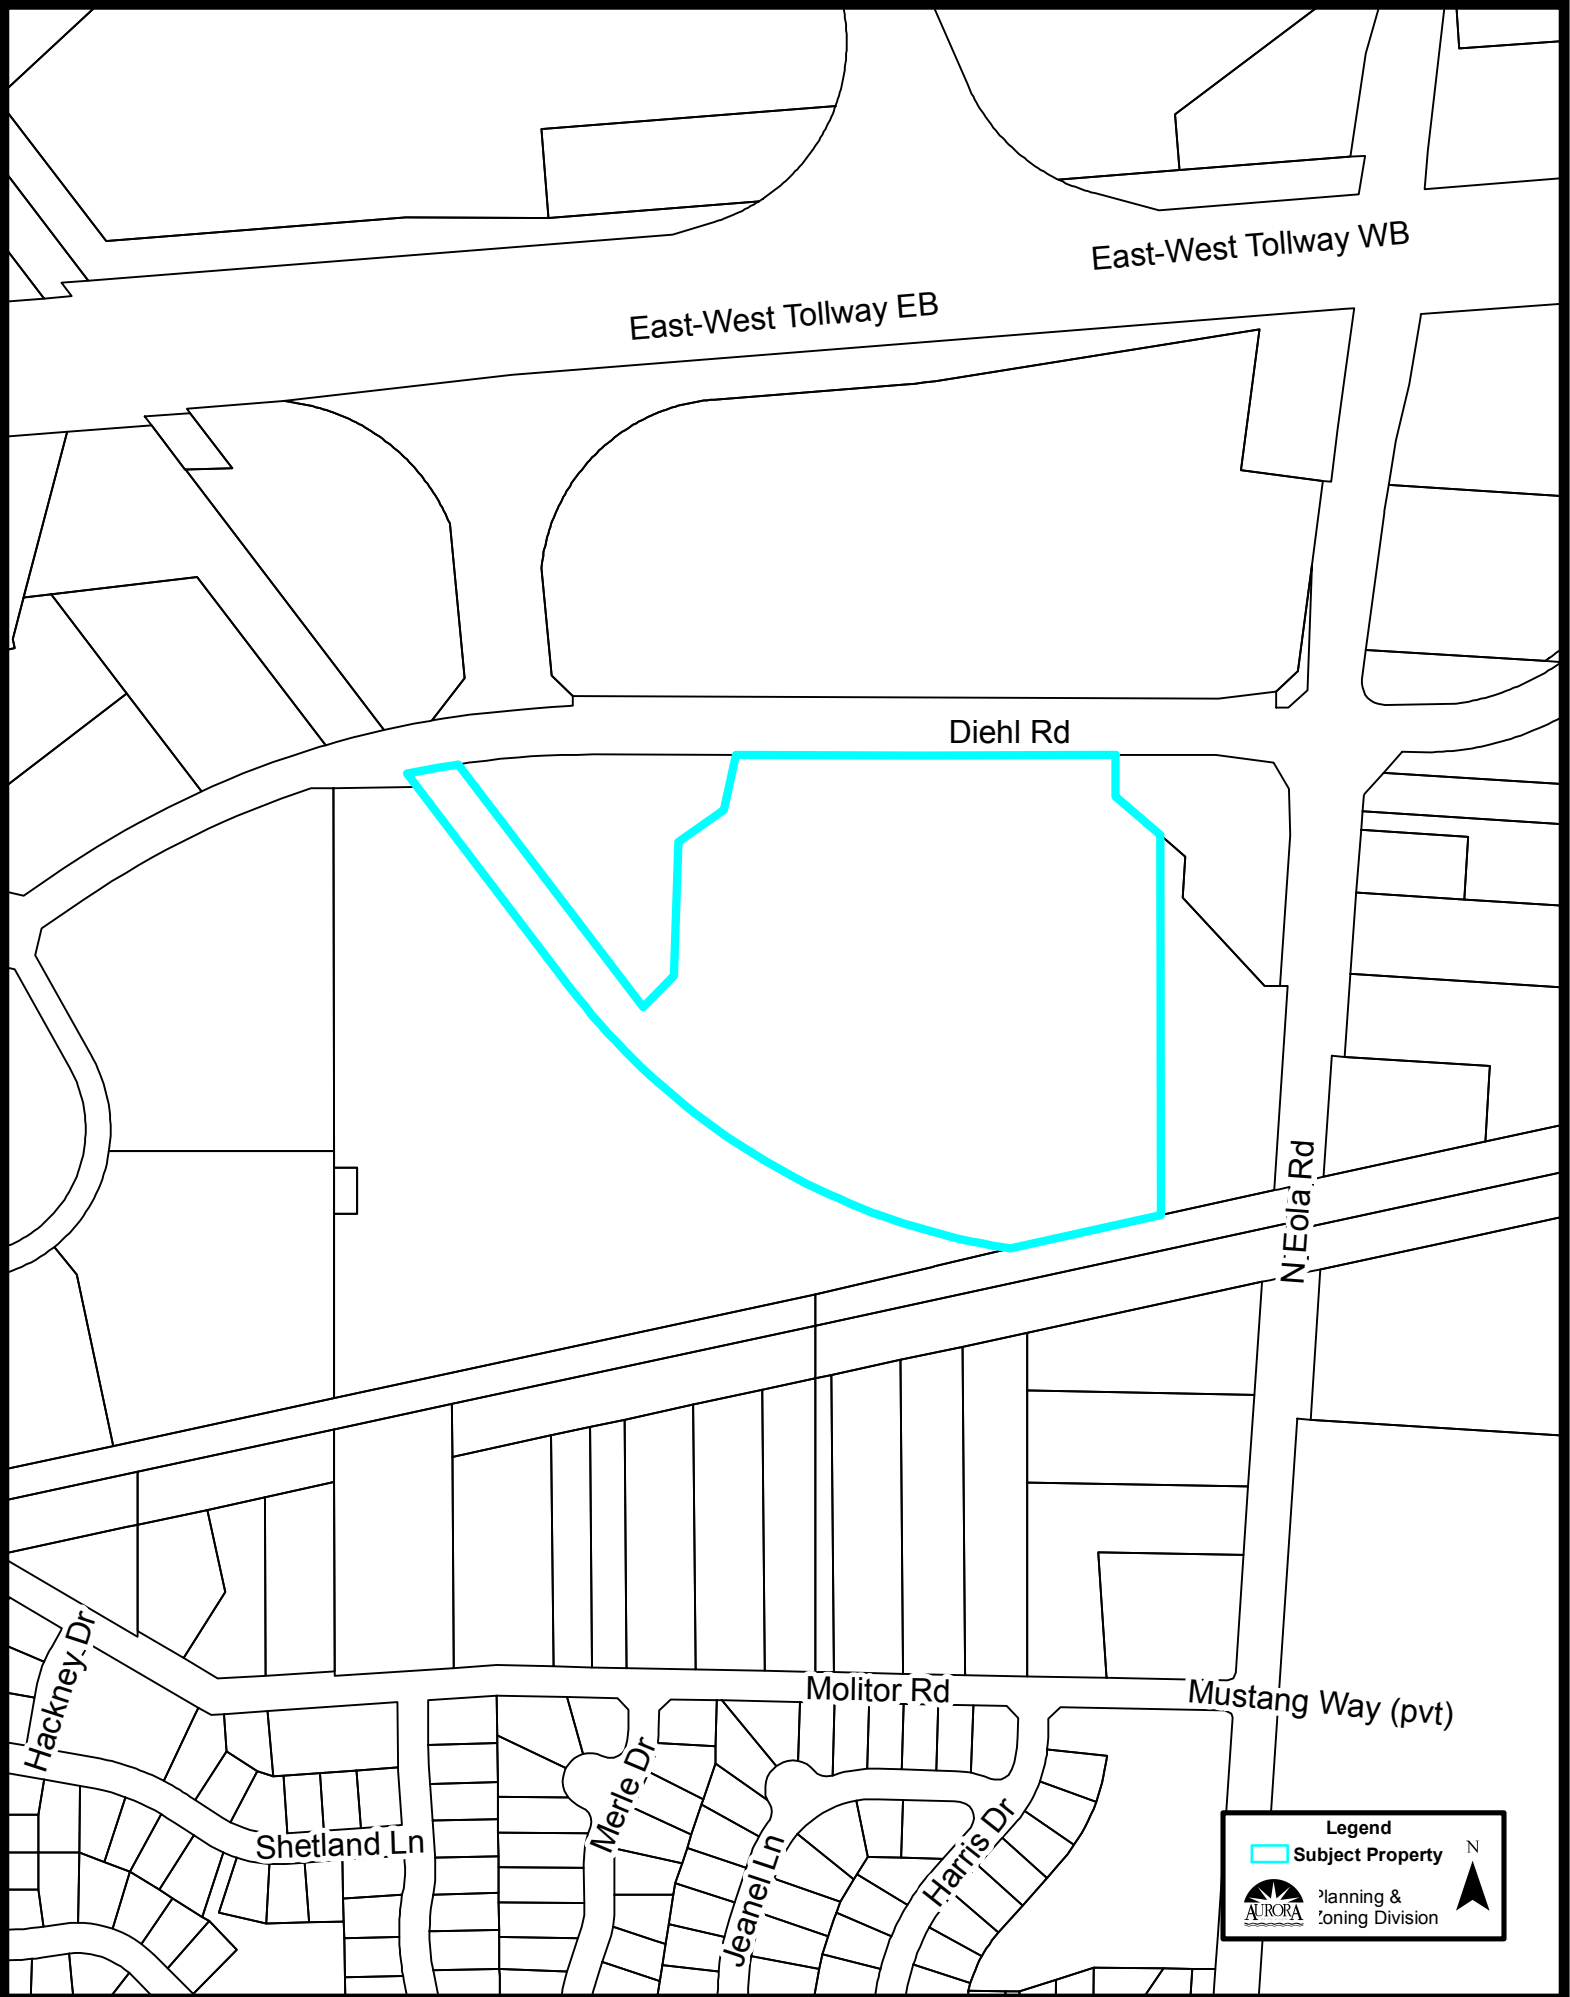 East-West Tollway WB
East-West Tollway EB
Diehl Rd
N Eola Rd
Molitor Rd
Mustang Way (pvt)
Hackney Dr
Merle Dr
Shetland Ln
Jeanel Ln
Harris Dr
Legend
Subject Property
N
AURORA
Planning &
Zoning Division